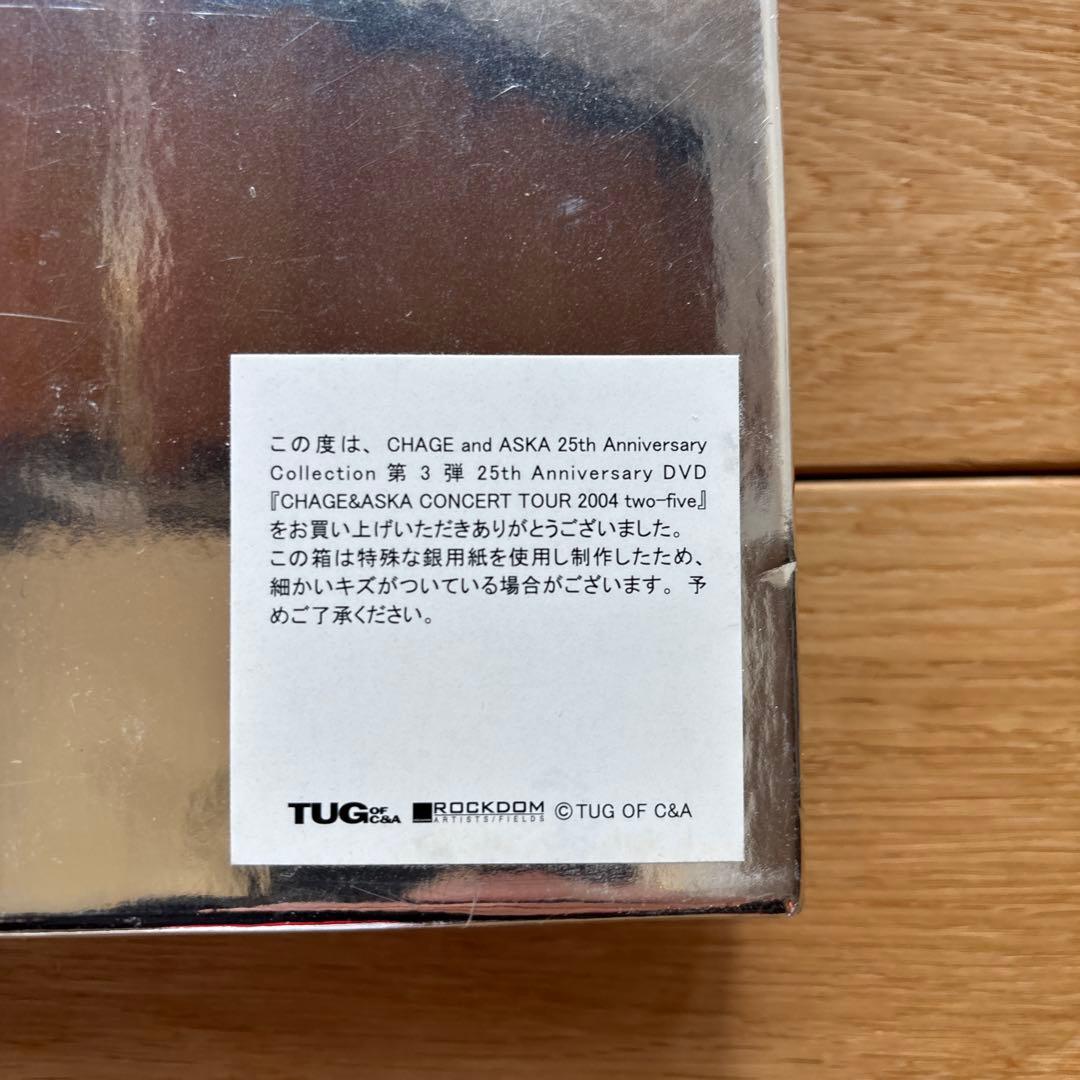 この度は、CHAGE and ASKA 25th Anniversary
Collection 第 3 弾 25th Anniversary DVD
『CHAGE&ASKA CONCERT TOUR 2004 two-five』
をお買い上げいただきありがとうございました。
この箱は特殊な銀用紙を使用し制作したため、
細かいキズがついている場合がございます。予
めご了承ください。
TUG OF C&A ROCKDOM ARTISTS/FIELDS ©TUG OF C&A